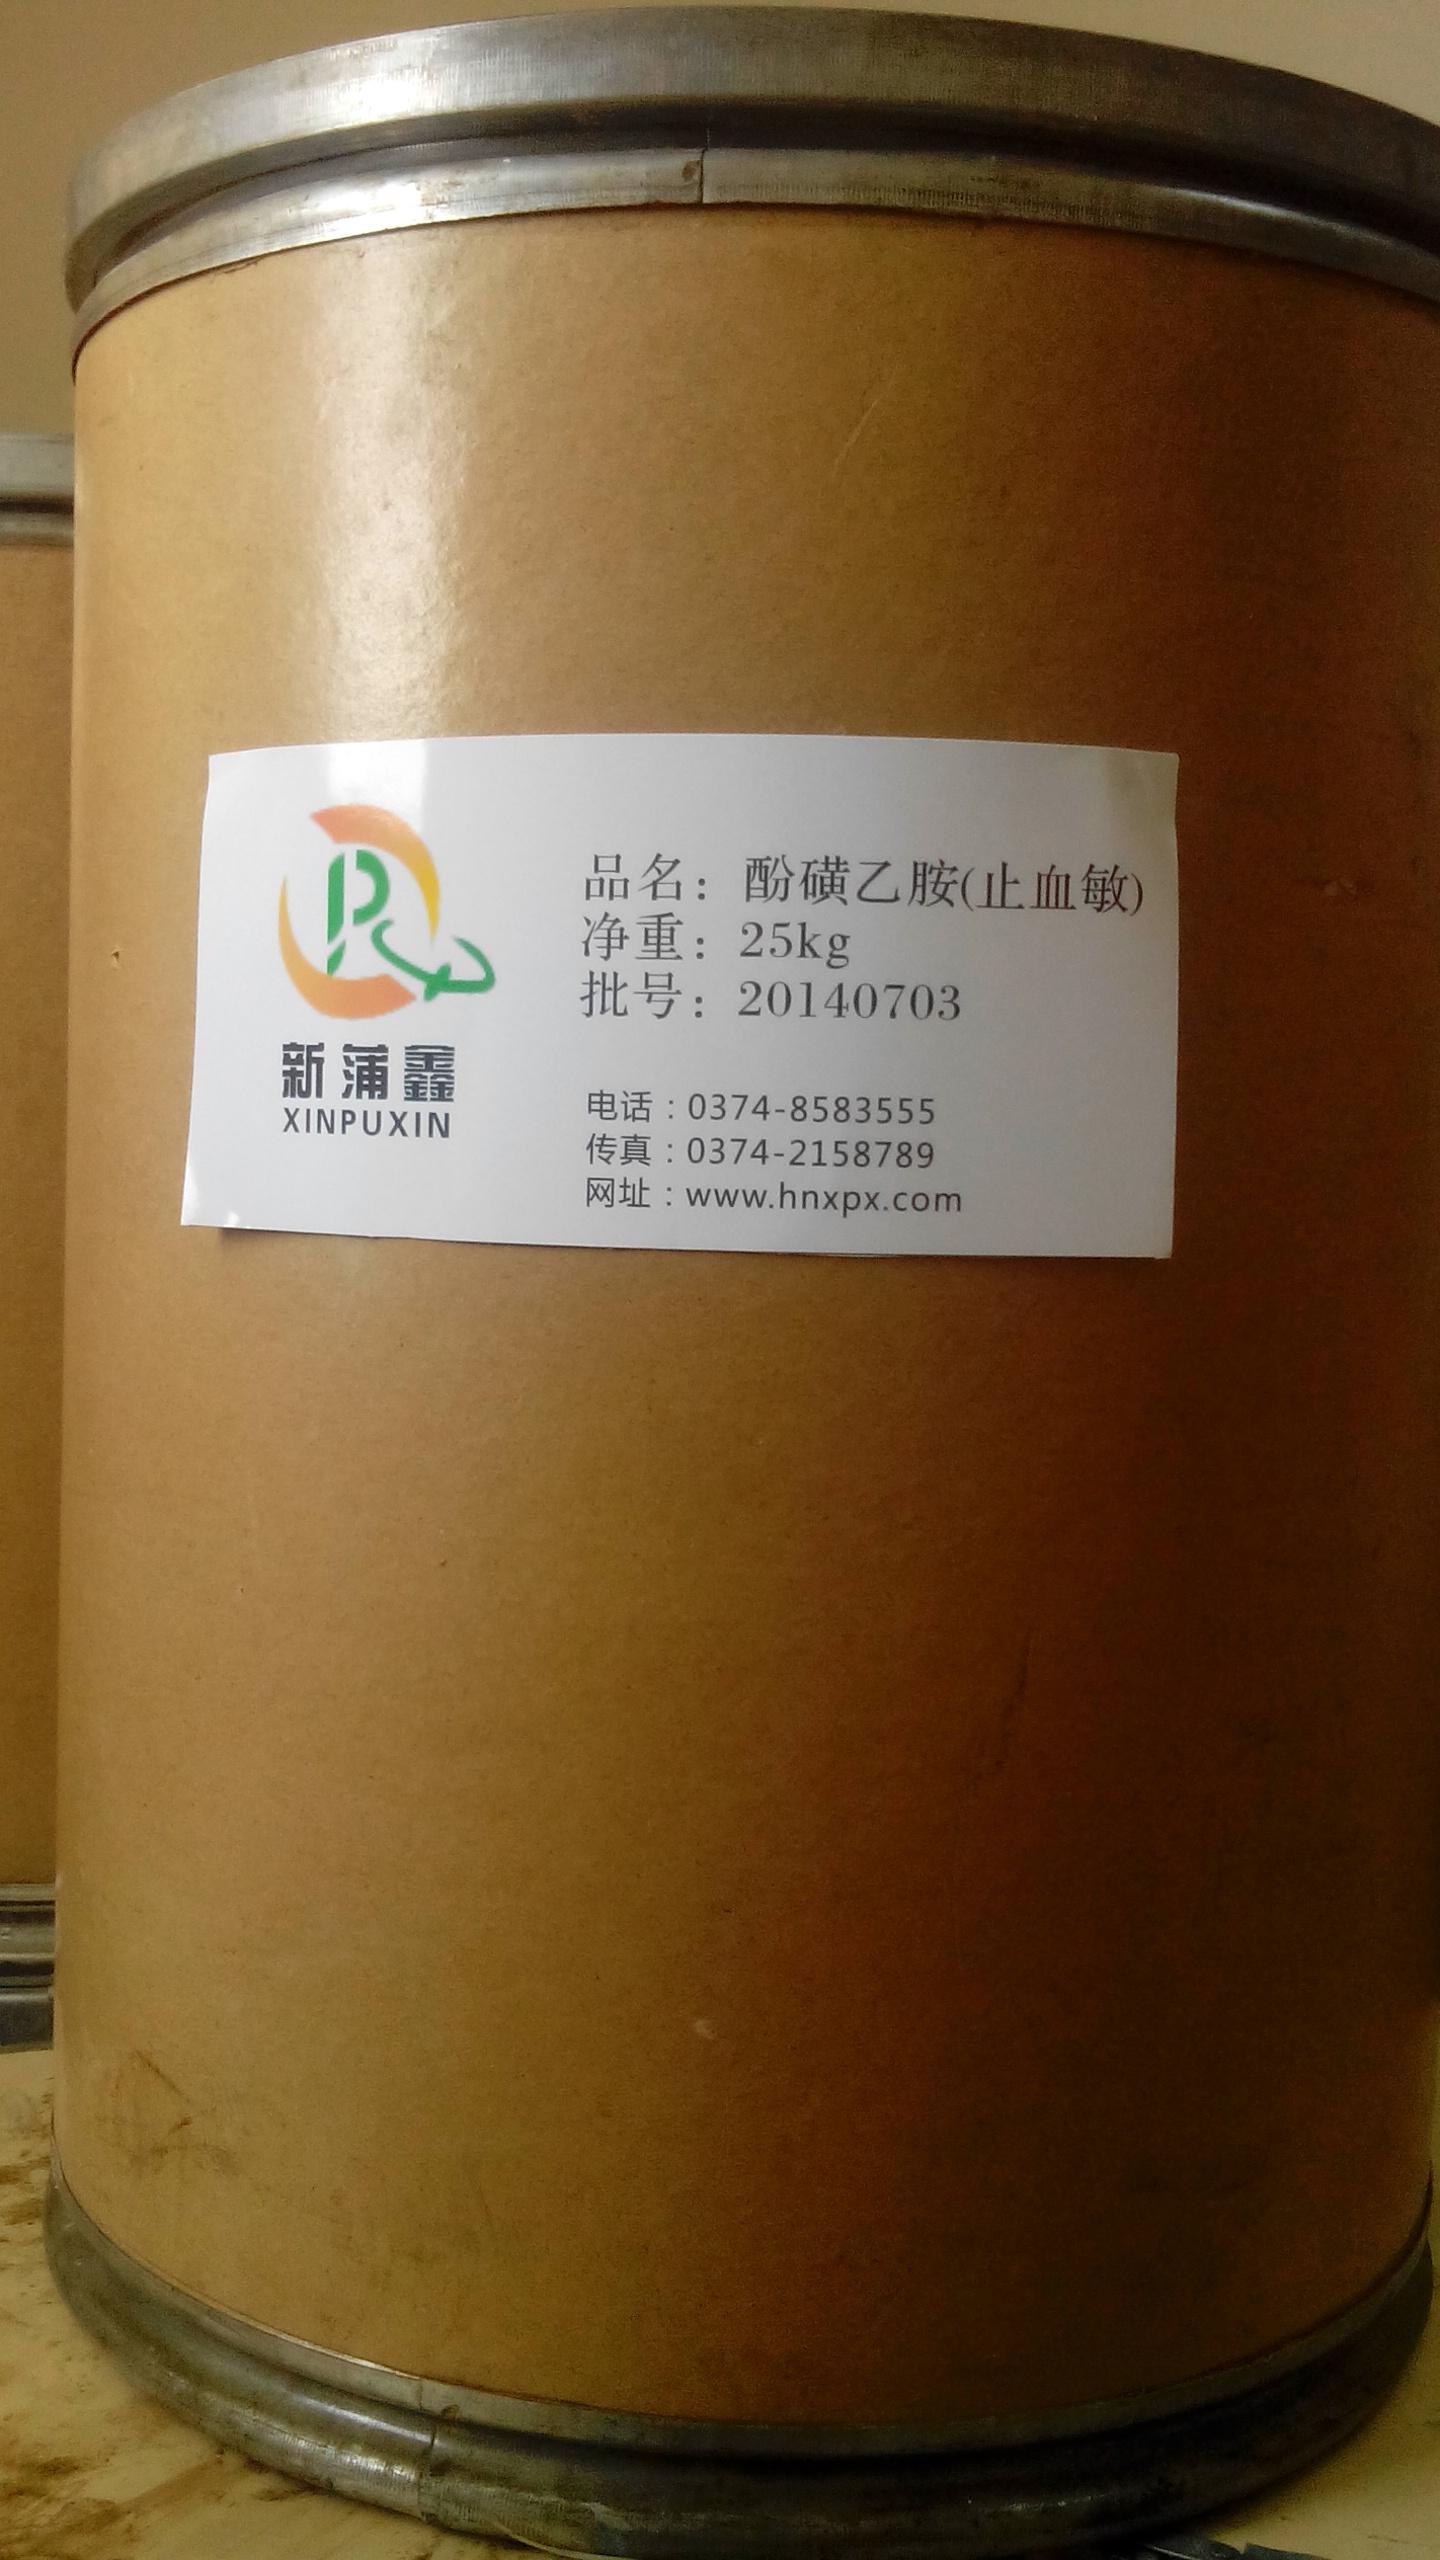 品名：酚磺乙胺(止血敏)
净重：25kg
批号：20140703
新蒲鑫
XINPUXIN
电话：0374-8583555
传真：0374-2158789
网址：www.hnxpx.com